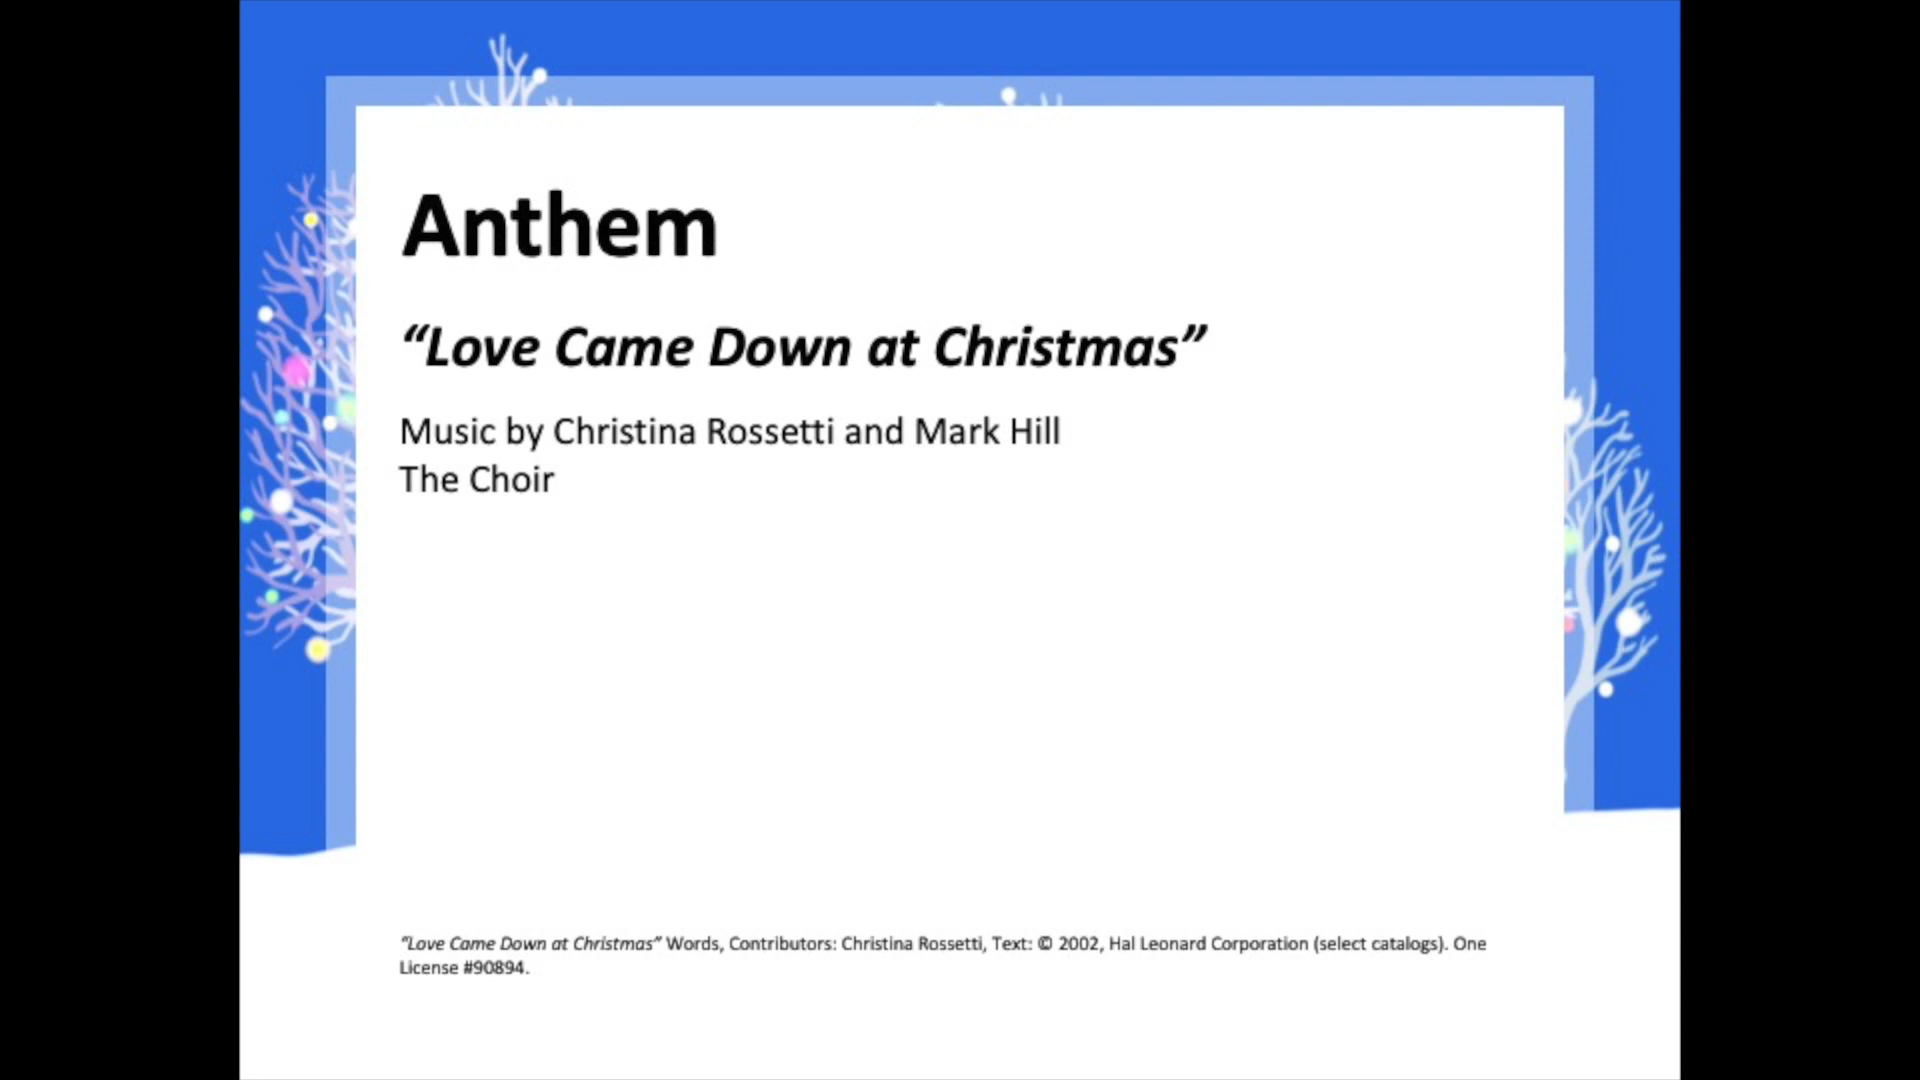 Anthem
“Love Came Down at Christmas”
Music by Christina Rossetti and Mark Hill
The Choir
“Love Came Down at Christmas” Words, Contributors: Christina Rossetti, Text: © 2002, Hal Leonard Corporation (select catalogs). One
License #90894.